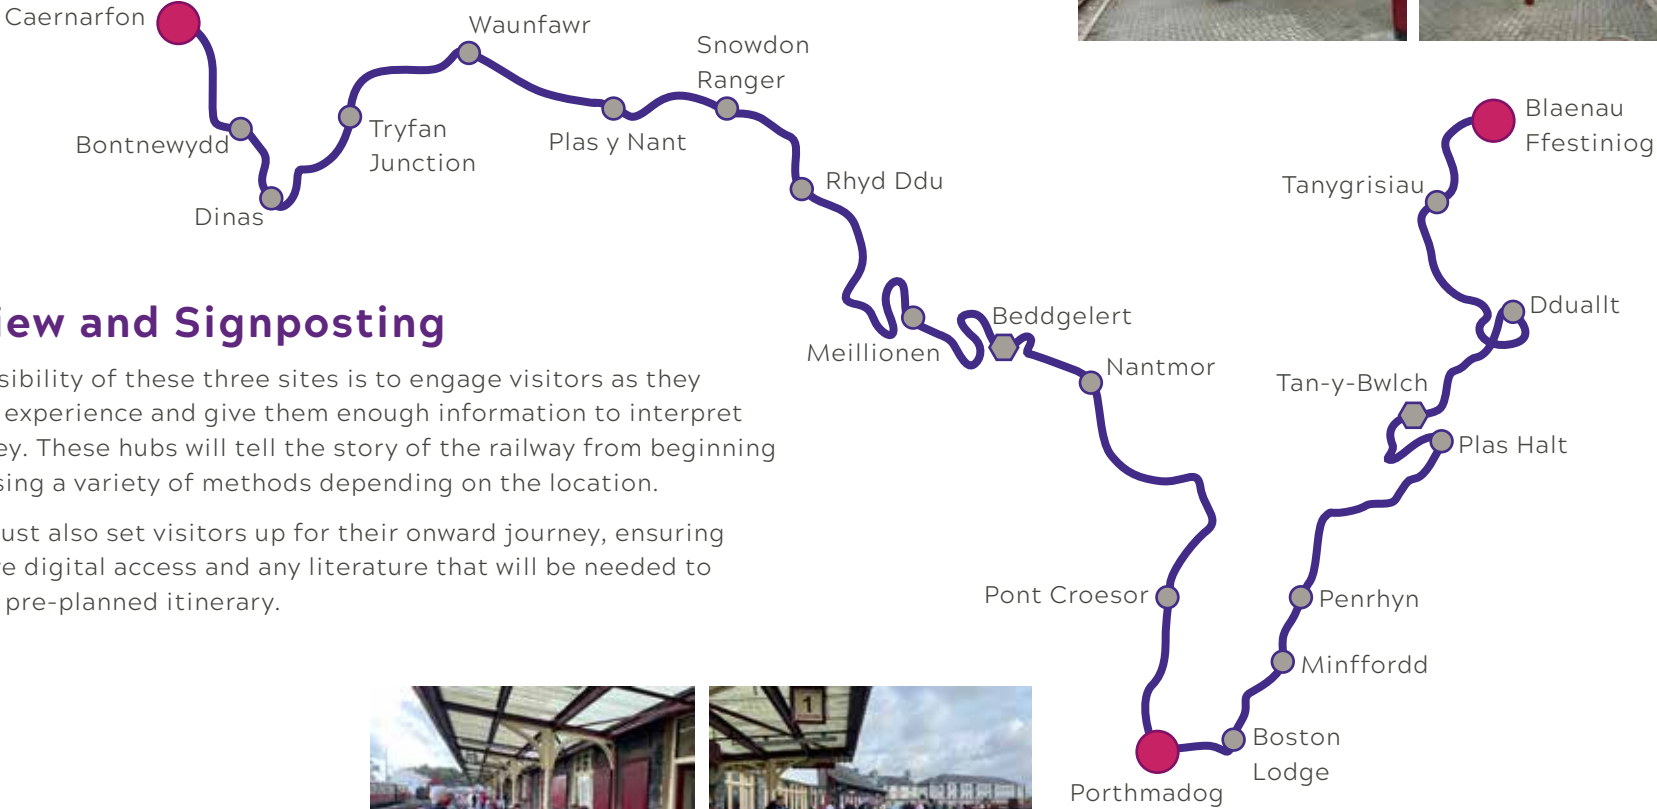 Caernarfon
Waunfawr
Snowdon
Ranger
Blaenau
Ffestiniog
Bontnewydd
Tryfan
Junction
Plas y Nant
Dinas
Rhyd Ddu
Tanygrisiau
Meillionen
Beddgelert
Nantmor
Dduallt
Tan-y-Bwlch
Plas Halt
Pont Croesor
Penrhyn
Minffordd
Boston
Lodge
Porthmadog
iew and Signposting
sibility of these three sites is to engage visitors as they
experience and give them enough information to interpret
ey. These hubs will tell the story of the railway from beginning
sing a variety of methods depending on the location.
ust also set visitors up for their onward journey, ensuring
e digital access and any literature that will be needed to
pre-planned itinerary.
1